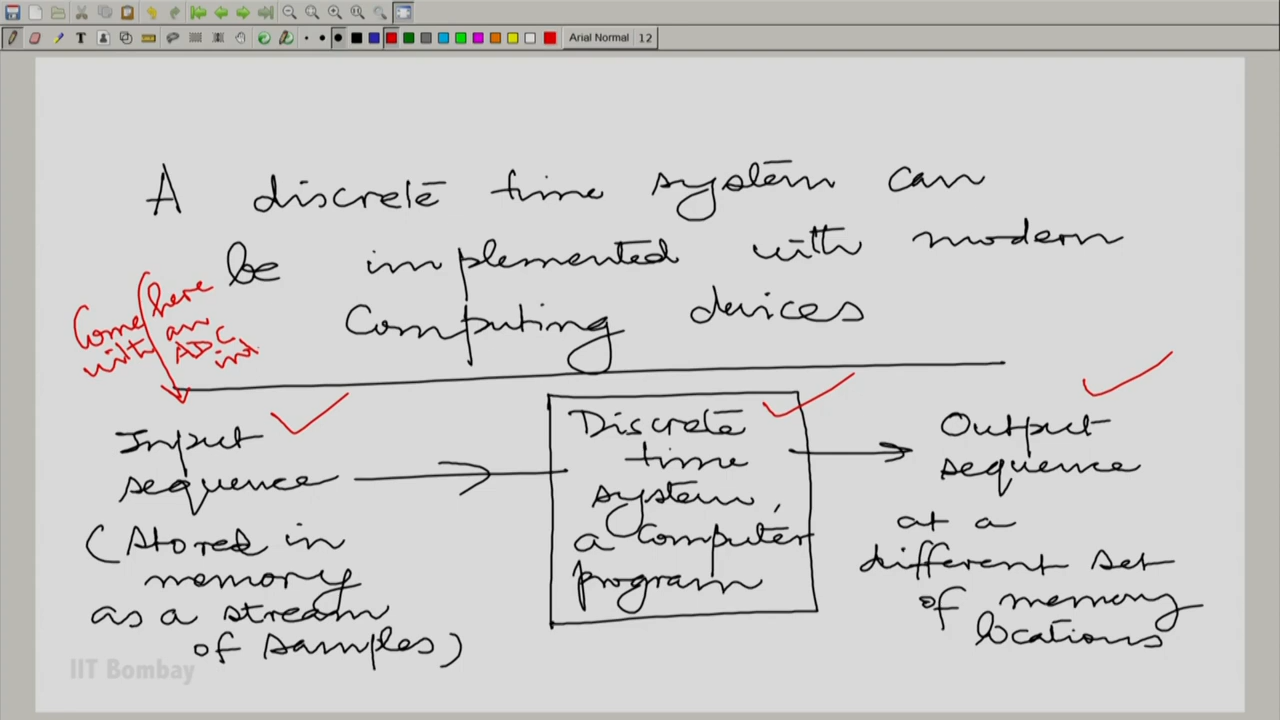 Arial Normal 12
A discrete time system can
be implemented with modern
Computing devices
Come here
with an
ADC
Input
sequence
(stored in
memory
as a stream
of samples)
Discrete
time
system,
a computer
program
Output
sequence
at a
different set
of memory
locations
IIT Bombay